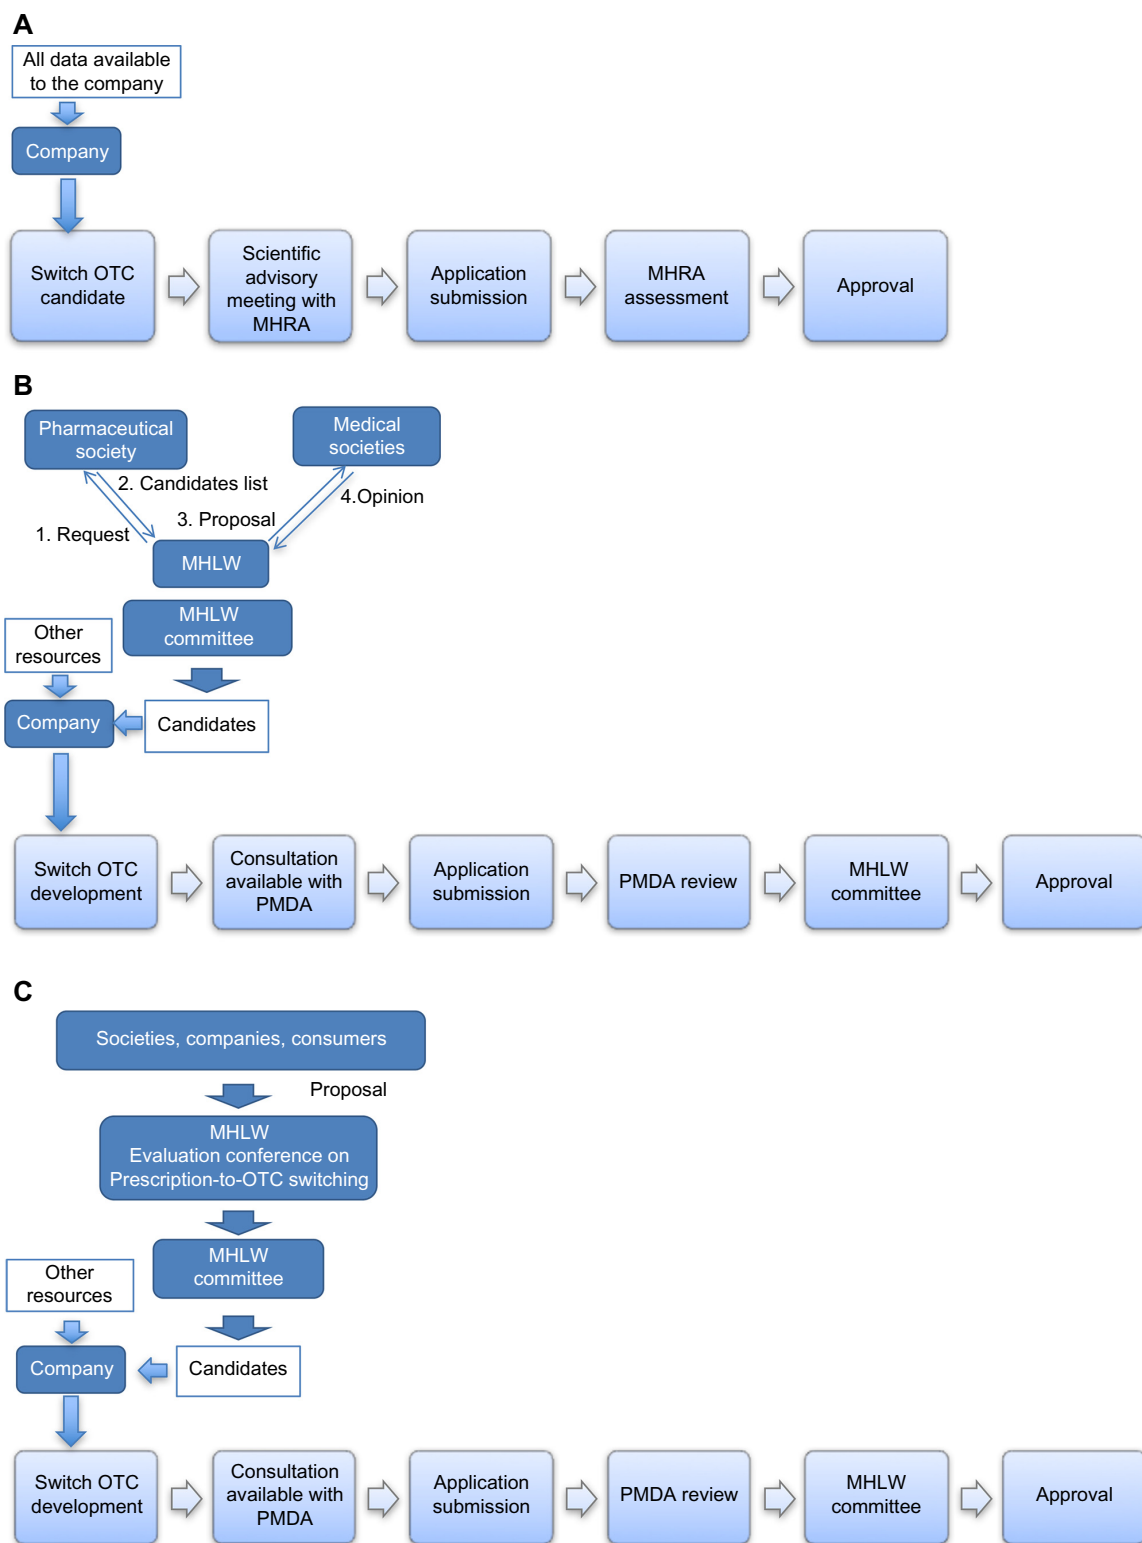 A
All data available
to the company
Company
Switch OTC
candidate
Scientific
advisory
meeting with
MHRA
Application
submission
MHRA
assessment
Approval
B
Pharmaceutical
society
Medical
societies
2. Candidates list
4.Opinion
3. Proposal
1. Request
MHLW
MHLW
committee
Other
resources
Company
Candidates
Switch OTC
development
Consultation
available with
PMDA
Application
submission
PMDA review
MHLW
committee
Approval
C
Societies, companies, consumers
Proposal
MHLW
Evaluation conference on
Prescription-to-OTC switching
MHLW
committee
Other
resources
Company
Candidates
Switch OTC
development
Consultation
available with
PMDA
Application
submission
PMDA review
MHLW
committee
Approval